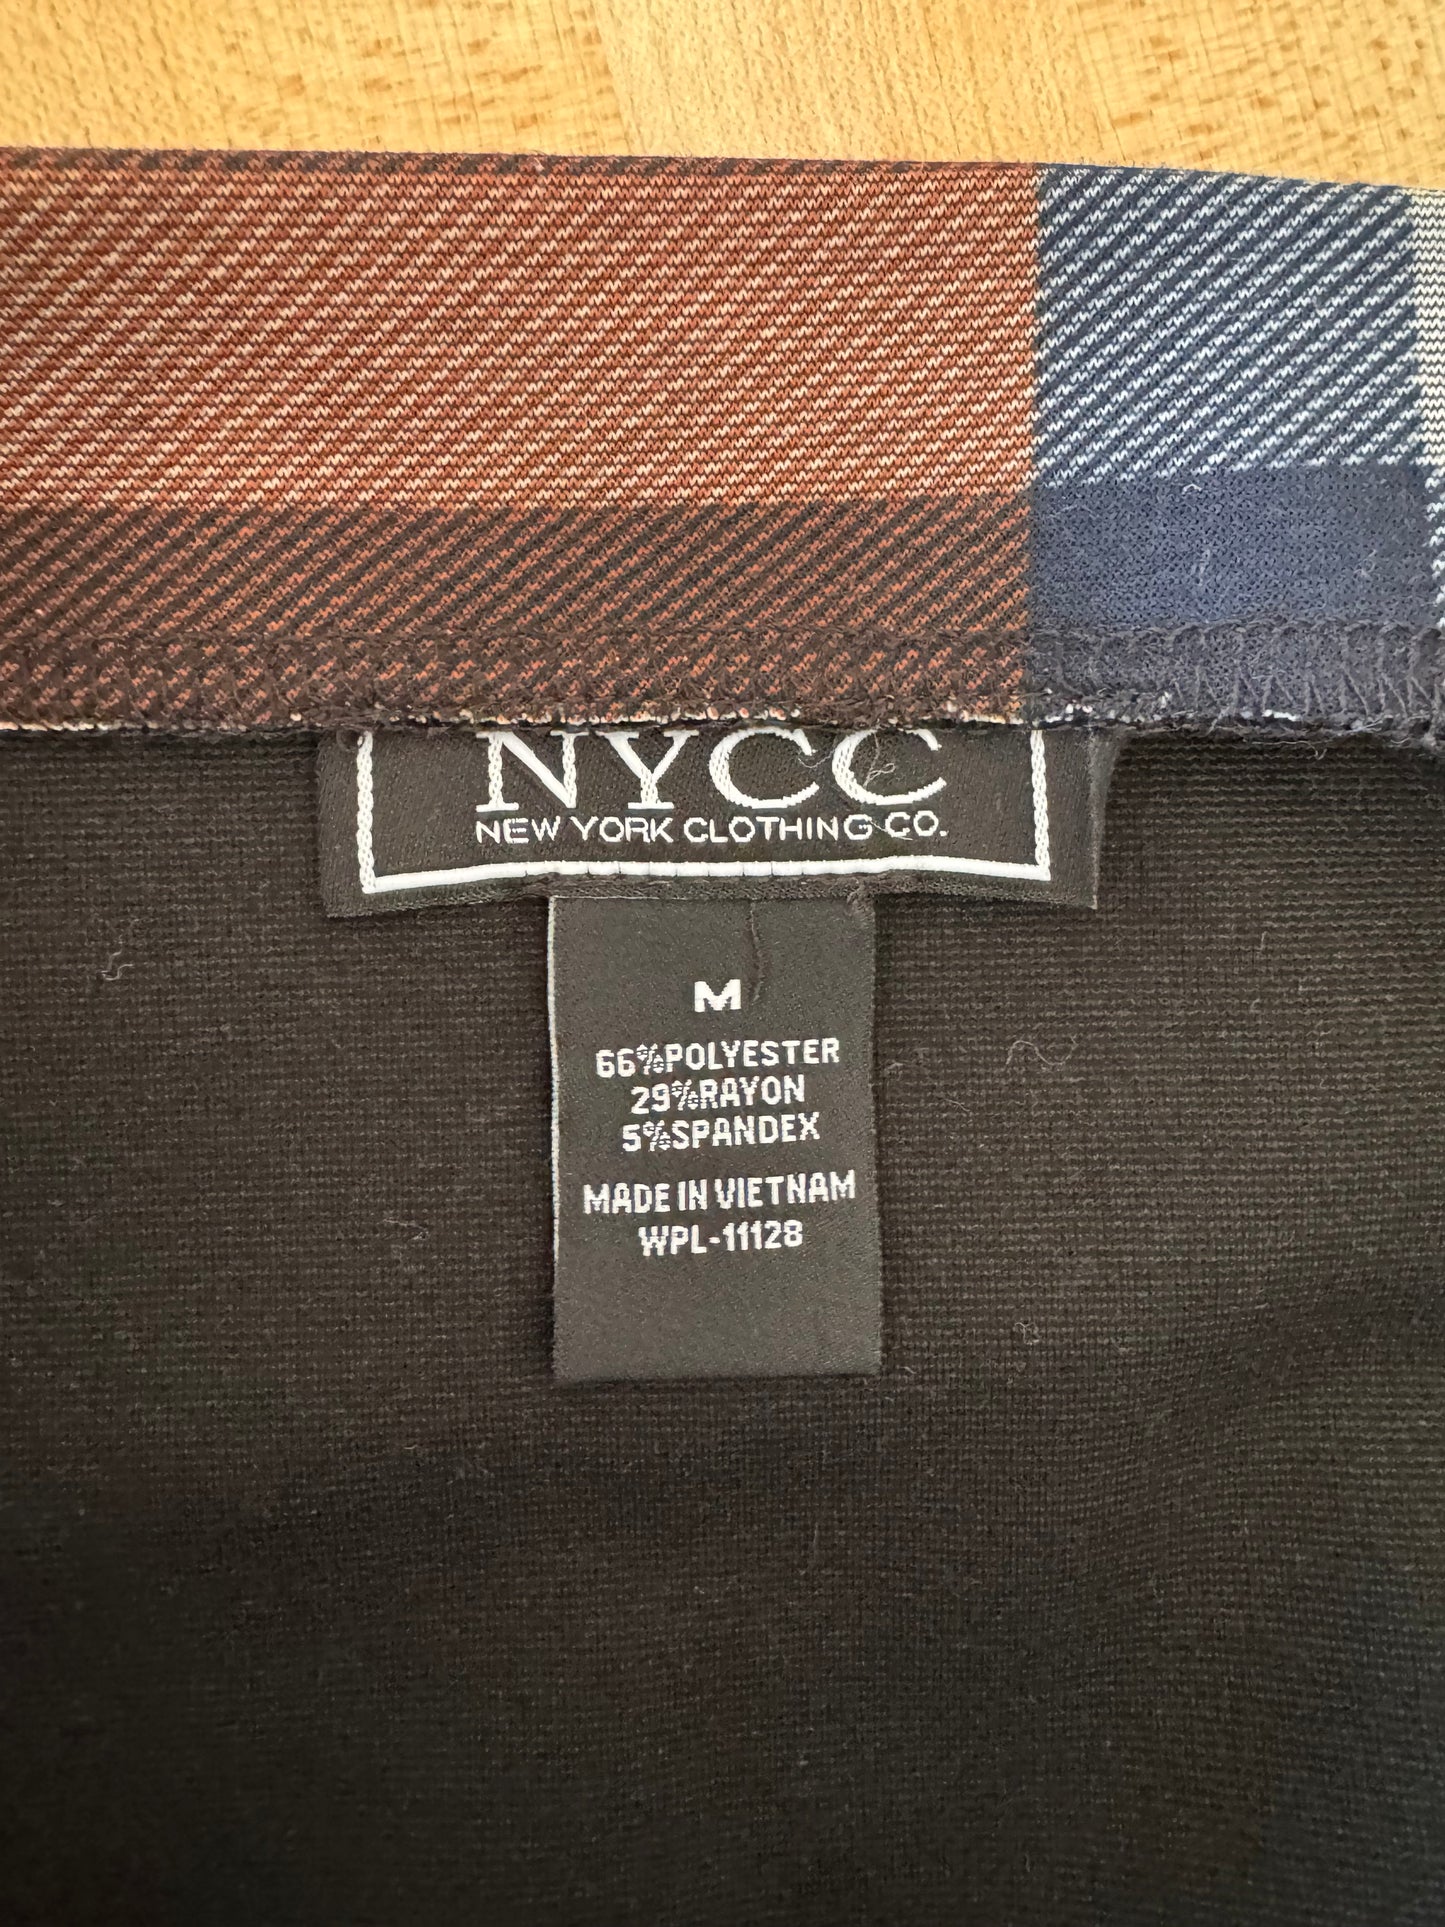 NYCC
NEW YORK CLOTHING CO.
M
66%POLYESTER
29%RAYON
5%SPANDEX
MADE IN VIETNAM
WPL-11128